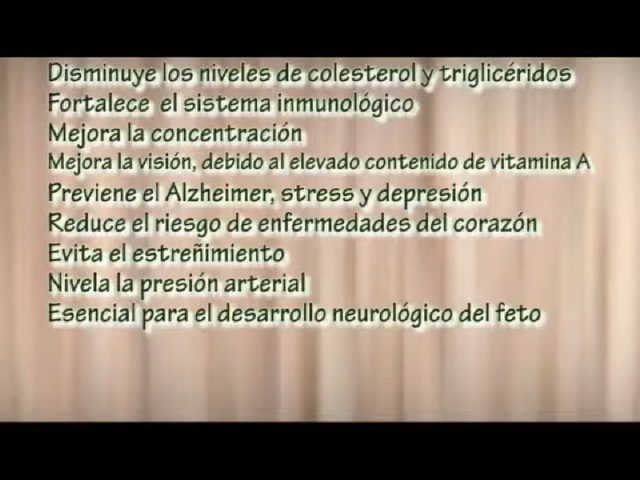 Disminuye los niveles de colesterol y triglicéridos
Fortalece el sistema inmunológico
Mejora la concentración
Mejora la visión, debido al elevado contenido de vitamina A
Previene el Alzheimer, stress y depresión
Reduce el riesgo de enfermedades del corazón
Evita el estreñimiento
Nivela la presión arterial
Esencial para el desarrollo neurológico del feto